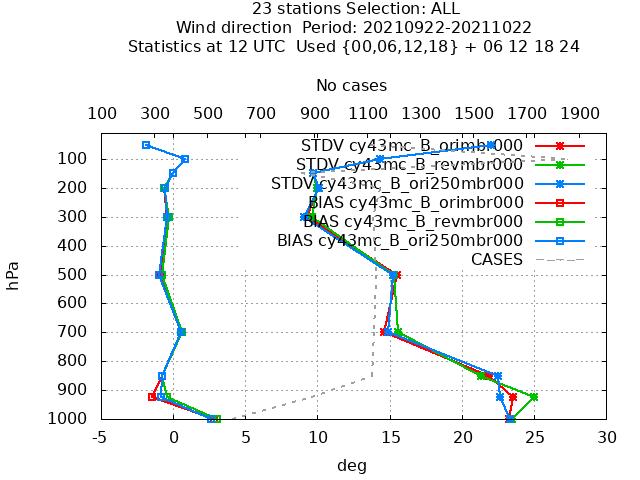 23 stations Selection: ALL
Wind direction  Period: 20210922-20211022
Statistics at 12 UTC  Used {00,06,12,18} + 06 12 18 24
No cases
100 300 500 700 900 1100 1300 1500 1700 1900
STDV cy43mc_B_orimbr000
100
STDV cy43mc_B_revmbr000
STDV cy43mc_B_ori250mbr000
200
BIAS cy43mc_B_orimbr000
300
BIAS cy43mc_B_revmbr000
BIAS cy43mc_B_ori250mbr000
400
CASES
500
600
700
800
900
1000
hPa
-5 0 5 10 15 20 25 30
deg